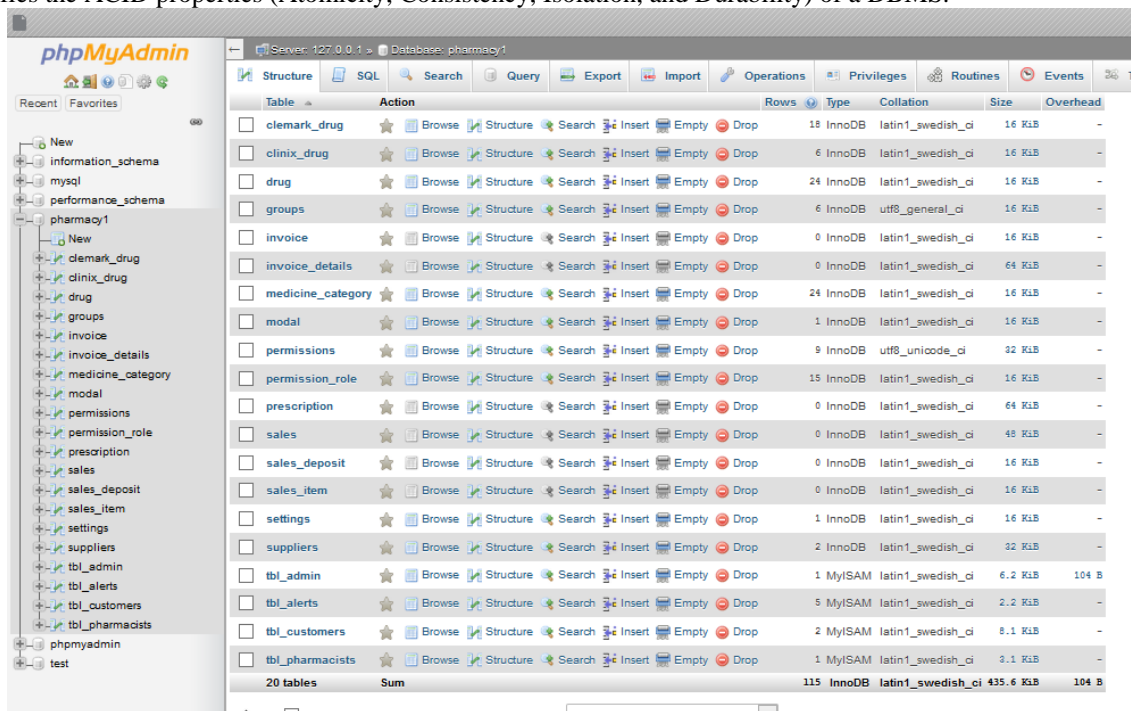 ies the ACID properties (Atomicity, Consistency, Isolation, and Durability) of a DBMS.
phpMyAdmin
Recent Favorites
New
information_schema
mysql
performance_schema
pharmacy1
New
clemark_drug
clinix_drug
drug
groups
invoice
invoice_details
medicine_category
modal
permissions
permission_role
prescription
sales
sales_deposit
sales_item
settings
suppliers
tbl_admin
tbl_alerts
tbl_customers
tbl_pharmacists
phpmyadmin
test
Server: 127.0.0.1 » Database: pharmacy1
Structure SQL Search Query Export Import Operations Privileges Routines Events
Table Action Rows Type Collation Size Overhead
clemark_drug Browse Structure Search Insert Empty Drop 18 InnoDB latin1_swedish_ci 16 KiB -
clinix_drug Browse Structure Search Insert Empty Drop 6 InnoDB latin1_swedish_ci 16 KiB -
drug Browse Structure Search Insert Empty Drop 24 InnoDB latin1_swedish_ci 16 KiB -
groups Browse Structure Search Insert Empty Drop 6 InnoDB utf8_general_ci 16 KiB -
invoice Browse Structure Search Insert Empty Drop 0 InnoDB latin1_swedish_ci 16 KiB -
invoice_details Browse Structure Search Insert Empty Drop 0 InnoDB latin1_swedish_ci 64 KiB -
medicine_category Browse Structure Search Insert Empty Drop 24 InnoDB latin1_swedish_ci 16 KiB -
modal Browse Structure Search Insert Empty Drop 1 InnoDB latin1_swedish_ci 16 KiB -
permissions Browse Structure Search Insert Empty Drop 9 InnoDB utf8_unicode_ci 32 KiB -
permission_role Browse Structure Search Insert Empty Drop 15 InnoDB latin1_swedish_ci 16 KiB -
prescription Browse Structure Search Insert Empty Drop 0 InnoDB latin1_swedish_ci 64 KiB -
sales Browse Structure Search Insert Empty Drop 0 InnoDB latin1_swedish_ci 48 KiB -
sales_deposit Browse Structure Search Insert Empty Drop 0 InnoDB latin1_swedish_ci 16 KiB -
sales_item Browse Structure Search Insert Empty Drop 0 InnoDB latin1_swedish_ci 16 KiB -
settings Browse Structure Search Insert Empty Drop 1 InnoDB latin1_swedish_ci 16 KiB -
suppliers Browse Structure Search Insert Empty Drop 2 InnoDB latin1_swedish_ci 32 KiB -
tbl_admin Browse Structure Search Insert Empty Drop 1 MyISAM latin1_swedish_ci 6.2 KiB 104 B
tbl_alerts Browse Structure Search Insert Empty Drop 5 MyISAM latin1_swedish_ci 2.2 KiB -
tbl_customers Browse Structure Search Insert Empty Drop 2 MyISAM latin1_swedish_ci 8.1 KiB -
tbl_pharmacists Browse Structure Search Insert Empty Drop 1 MyISAM latin1_swedish_ci 3.1 KiB -
20 tables Sum 115 InnoDB latin1_swedish_ci 435.6 KiB 104 B